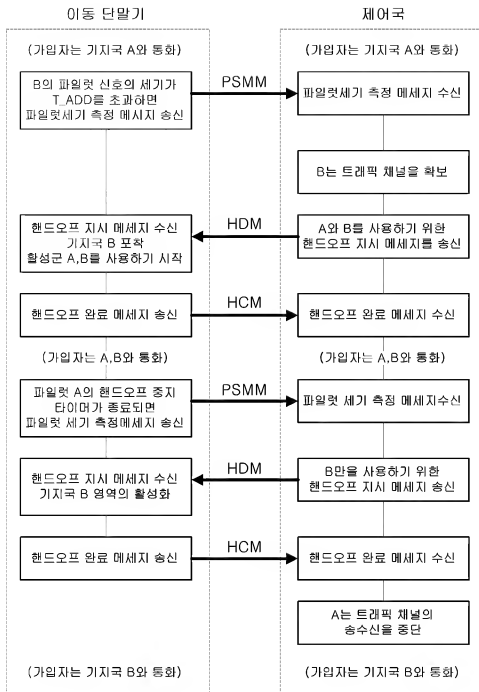 이동 단말기
제어국
(가입자는 기지국 A와 통화)
(가입자는 기지국 A와 통화)
B의 파일럿 신호의 세기가
T_ADD를 초과하면
파일럿세기 측정 메시지 송신
PSMM
파일럿세기 측정 메세지 수신
B는 트래픽 채널을 확보
핸드오프 지시 메세지 수신
기지국 B 포착
활성군 A,B를 사용하기 시작
HDM
A와 B를 사용하기 위한
핸드오프 지시 메세지를 송신
핸드오프 완료 메세지 송신
HCM
핸드오프 완료 메세지 수신
(가입자는 A,B와 통화)
(가입자는 A,B와 통화)
파일럿 A의 핸드오프 중지
타이머가 종료되면
파일럿 세기 측정메세지 송신
PSMM
파일럿 세기 측정 메세지수신
핸드오프 지시 메세지 수신
기지국 B 영역의 활성화
HDM
B만을 사용하기 위한
핸드오프 지시 메세지 송신
핸드오프 완료 메세지 송신
HCM
핸드오프 완료 메세지 수신
A는 트래픽 채널의
송수신을 중단
(가입자는 기지국 B와 통화)
(가입자는 기지국 B와 통화)